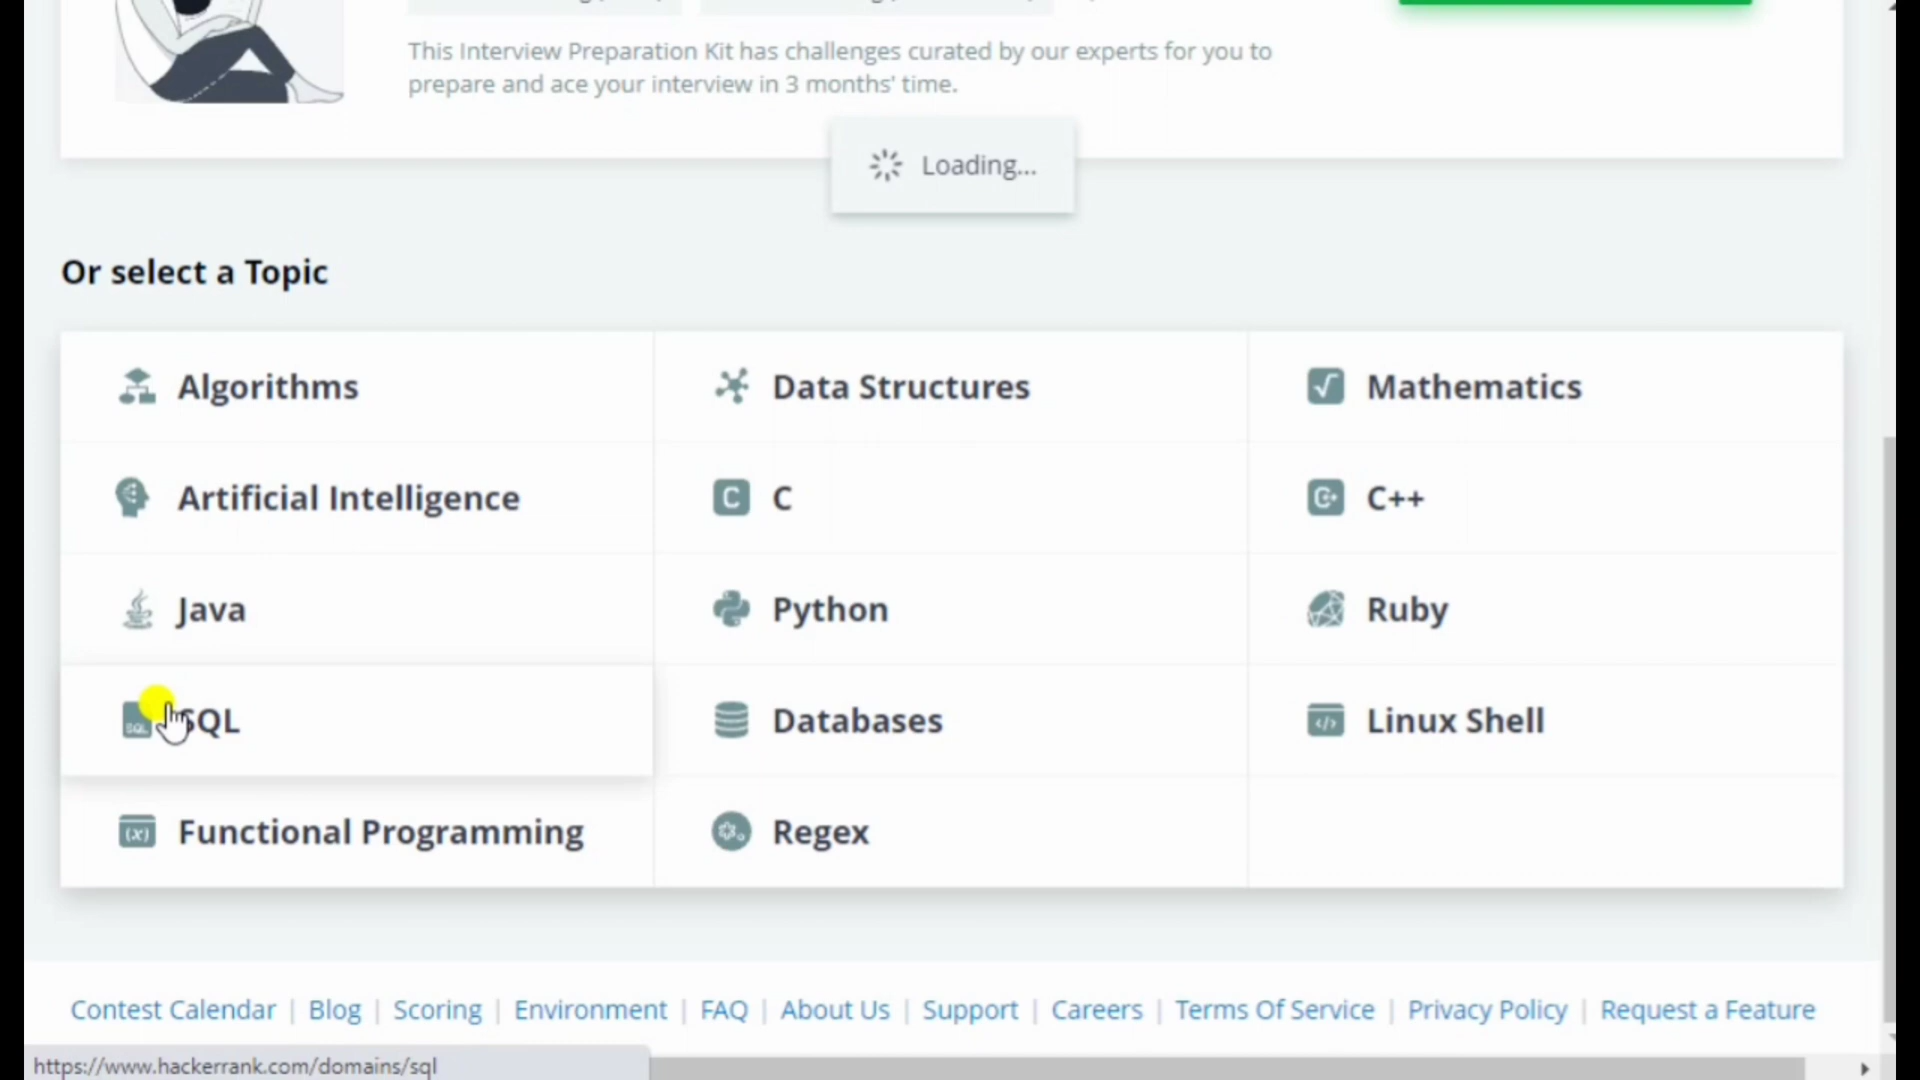 This Interview Preparation Kit has challenges curated by our experts for you to
prepare and ace your interview in 3 months' time.
Loading...
Or select a Topic
Algorithms
Data Structures
Mathematics
Artificial Intelligence
C
C
C++
Java
Python
Ruby
SQL
SQL
Databases
</> Linux Shell
(x) Functional Programming
Regex
Contest Calendar | Blog | Scoring | Environment | FAQ | About Us | Support | Careers | Terms Of Service | Privacy Policy | Request a Feature
https://www.hackerrank.com/domains/sql